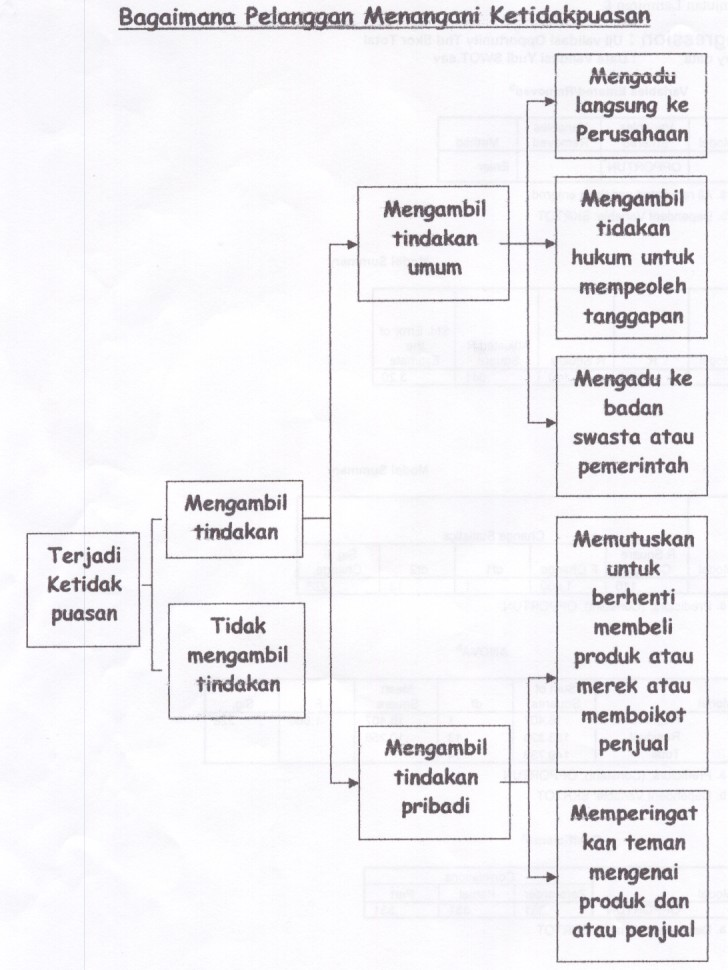 Bagaimana Pelanggan Menangani Ketidakpuasan
Mengadu
langsung ke
Perusahaan
Mengambil
tindakan
umum
Mengambil
tidakan
hukum untuk
mempeoleh
tanggapan
Mengadu ke
badan
swasta atau
pemerintah
Mengambil
tindakan
Terjadi
Ketidak
puasan
Tidak
mengambil
tindakan
Memutuskan
untuk
berhenti
membeli
produk atau
merek atau
memboikot
penjual
Mengambil
tindakan
pribadi
Memperingat
kan teman
mengenai
produk dan
atau penjual